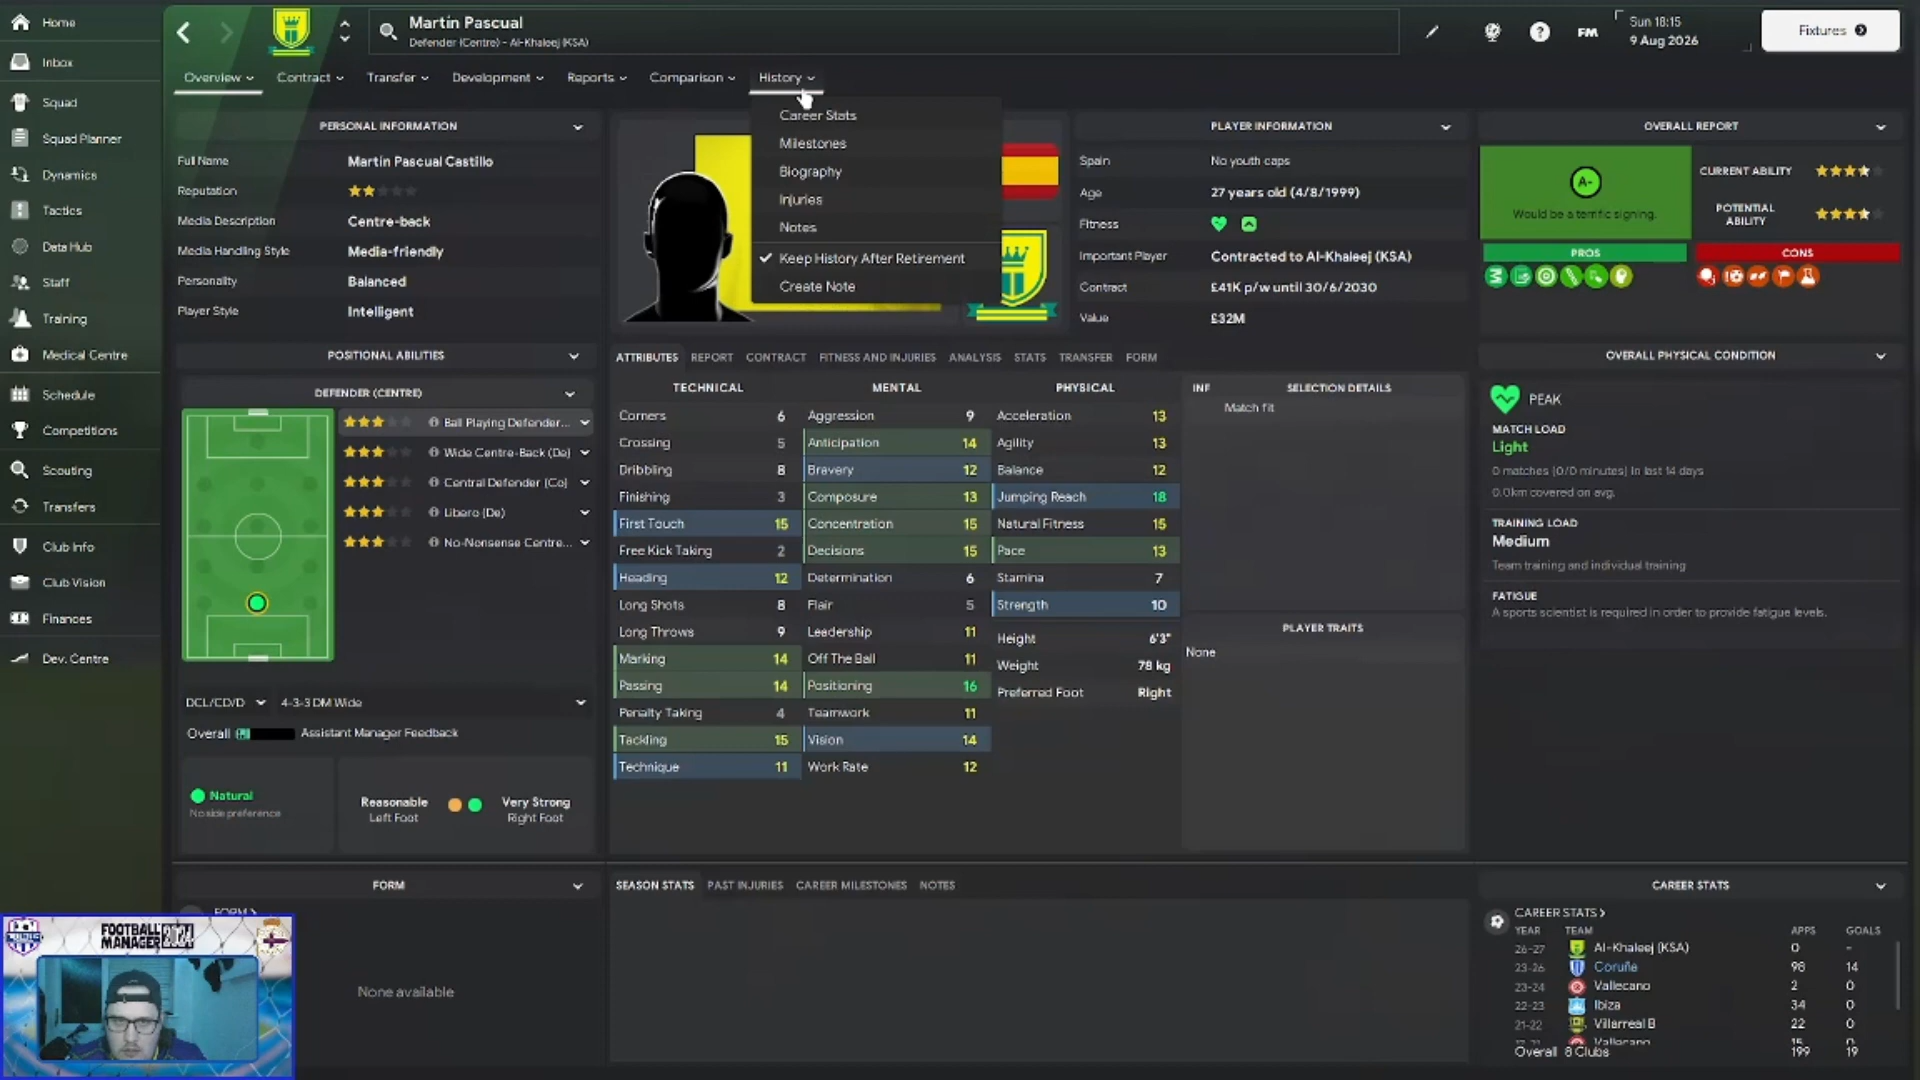 Home
Inbox
Squad
Squad Planner
Dynamics
Tactics
Data Hub
Staff
Training
Medical Centre
Schedule
Competitions
Scouting
Transfers
Club Info
Club Vision
Finances
Dev. Centre
Martín Pascual
Defender (Centre) - Al-Khaleej (KSA)
FM
Sun 18:15
9 Aug 2026
Fixtures
Overview
Contract
Transfer
Development
Reports
Comparison
History
Career Stats
Milestones
Biography
Injuries
Notes
Keep History After Retirement
Create Note
PERSONAL INFORMATION
Full Name Martín Pascual Castillo
Reputation
Media Description Centre-back
Media Handling Style Media-friendly
Personality Balanced
Player Style Intelligent
PLAYER INFORMATION
Spain No youth caps
Age 27 years old (4/8/1999)
Fitness
Important Player Contracted to Al-Khaleej (KSA)
Contract £41K p/w until 30/6/2030
Value £32M
OVERALL REPORT
A-
Would be a terrific signing.
CURRENT ABILITY
POTENTIAL ABILITY
PROS
CONS
POSITIONAL ABILITIES
DEFENDER (CENTRE)
Ball Playing Defender...
Wide Centre-Back (De)
Central Defender (Co)
Libero (De)
No-Nonsense Centre...
DCL/CD/D 4-3-3 DM Wide
Overall Assistant Manager Feedback
Natural
No side preference
Reasonable
Left Foot
Very Strong
Right Foot
ATTRIBUTES REPORT CONTRACT FITNESS AND INJURIES ANALYSIS STATS TRANSFER FORM
TECHNICAL
Corners 6
Crossing 5
Dribbling 8
Finishing 3
First Touch 15
Free Kick Taking 2
Heading 12
Long Shots 8
Long Throws 9
Marking 14
Passing 14
Penalty Taking 4
Tackling 15
Technique 11
MENTAL
Aggression 9
Anticipation 14
Bravery 12
Composure 13
Concentration 15
Decisions 15
Determination 6
Flair 5
Leadership 11
Off The Ball 11
Positioning 16
Teamwork 11
Vision 14
Work Rate 12
PHYSICAL
Acceleration 13
Agility 13
Balance 12
Jumping Reach 18
Natural Fitness 15
Pace 13
Stamina 7
Strength 10
Height 6'3"
Weight 78 kg
Preferred Foot Right
INF SELECTION DETAILS
Match fit
PLAYER TRAITS
None
OVERALL PHYSICAL CONDITION
PEAK
MATCH LOAD
Light
0 matches (0/0 minutes) in last 14 days
0.0km covered on avg.
TRAINING LOAD
Medium
Team training and individual training
FATIGUE
A sports scientist is required in order to provide fatigue levels.
FORM
FORM >
None available
FOOTBALL MANAGER 2024
SEASON STATS PAST INJURIES CAREER MILESTONES NOTES
CAREER STATS
CAREER STATS >
YEAR TEAM APPS GOALS
26-27 Al-Khaleej (KSA) 0 -
23-26 Coruña 98 14
23-24 Vallecano 2 0
22-23 Ibiza 34 0
21-22 Villarreal B 22 0
Vallecano
Overall 8 Clubs 199 19